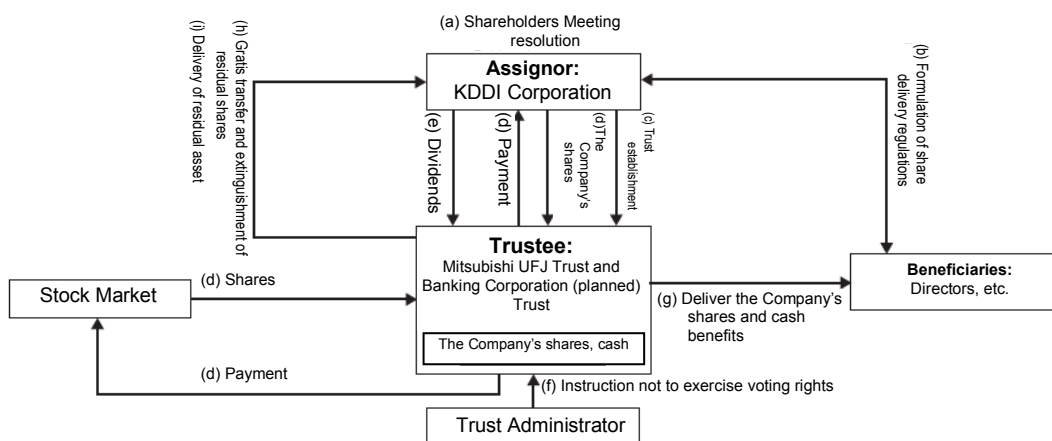 (a) Shareholders Meeting
resolution
(h) Gratis transfer and extinguishment of
residual shares
(i) Delivery of residual asset
Assignor:
KDDI Corporation
(b) Formulation of share
delivery regulations
(e) Dividends
(d) Payment
(d)The
Company's
shares
(c) Trust
establishment
Trustee:
Mitsubishi UFJ Trust and
Banking Corporation (planned)
Trust
The Company's shares, cash
Stock Market
(d) Shares
(d) Payment
Beneficiaries:
Directors, etc.
(g) Deliver the Company's
shares and cash
benefits
(f) Instruction not to exercise voting rights
Trust Administrator